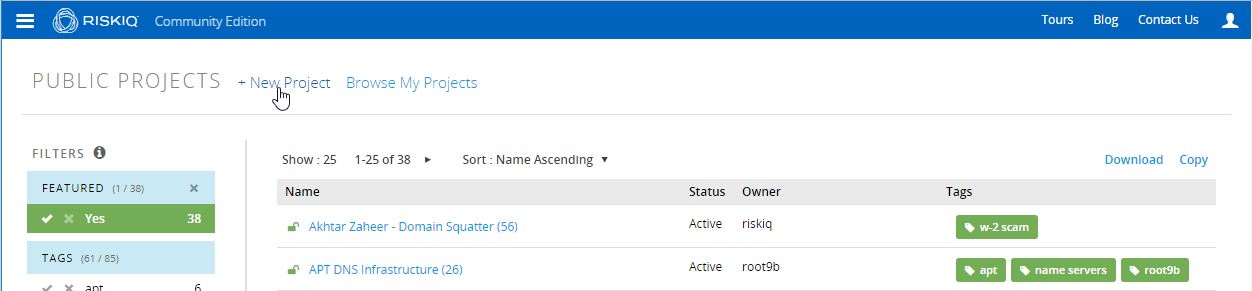 RISKIQ Community Edition Tours Blog Contact Us
PUBLIC PROJECTS + New Project Browse My Projects
FILTERS
FEATURED (1 / 38)
Yes 38
TAGS (61 / 85)
apt 6
Show : 25 1-25 of 38 Sort : Name Ascending Download Copy
Name Status Owner Tags
Akhtar Zaheer - Domain Squatter (56) Active riskiq w-2 scam
APT DNS Infrastructure (26) Active root9b apt name servers root9b